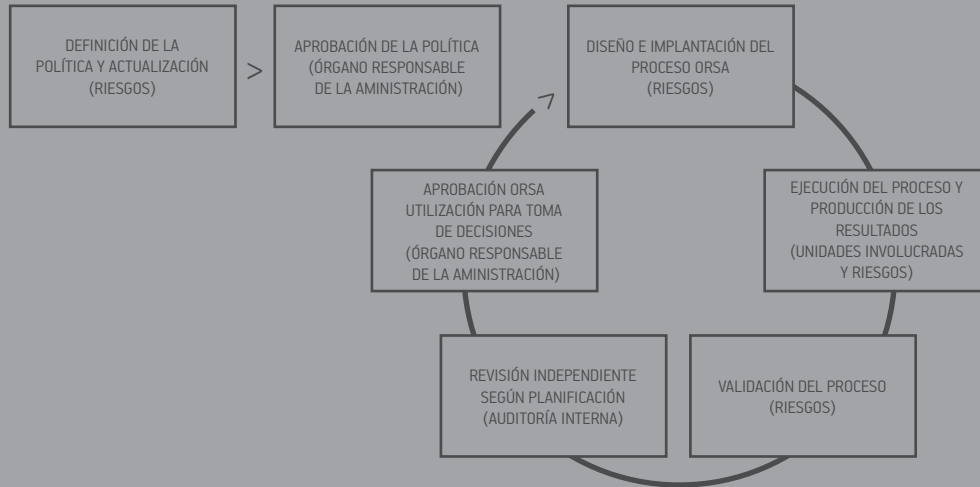 DEFINICIÓN DE LA
POLÍTICA Y ACTUALIZACIÓN
(RIESGOS)
>
APROBACIÓN DE LA POLÍTICA
(ÓRGANO RESPONSABLE
DE LA AMINISTRACIÓN)
DISEÑO E IMPLANTACIÓN DEL
PROCESO ORSA
(RIESGOS)
EJECUCIÓN DEL PROCESO Y
PRODUCCIÓN DE LOS
RESULTADOS
(UNIDADES INVOLUCRADAS
Y RIESGOS)
VALIDACIÓN DEL PROCESO
(RIESGOS)
REVISIÓN INDEPENDIENTE
SEGÚN PLANIFICACIÓN
(AUDITORÍA INTERNA)
APROBACIÓN ORSA
UTILIZACIÓN PARA TOMA
DE DECISIONES
(ÓRGANO RESPONSABLE
DE LA AMINISTRACIÓN)